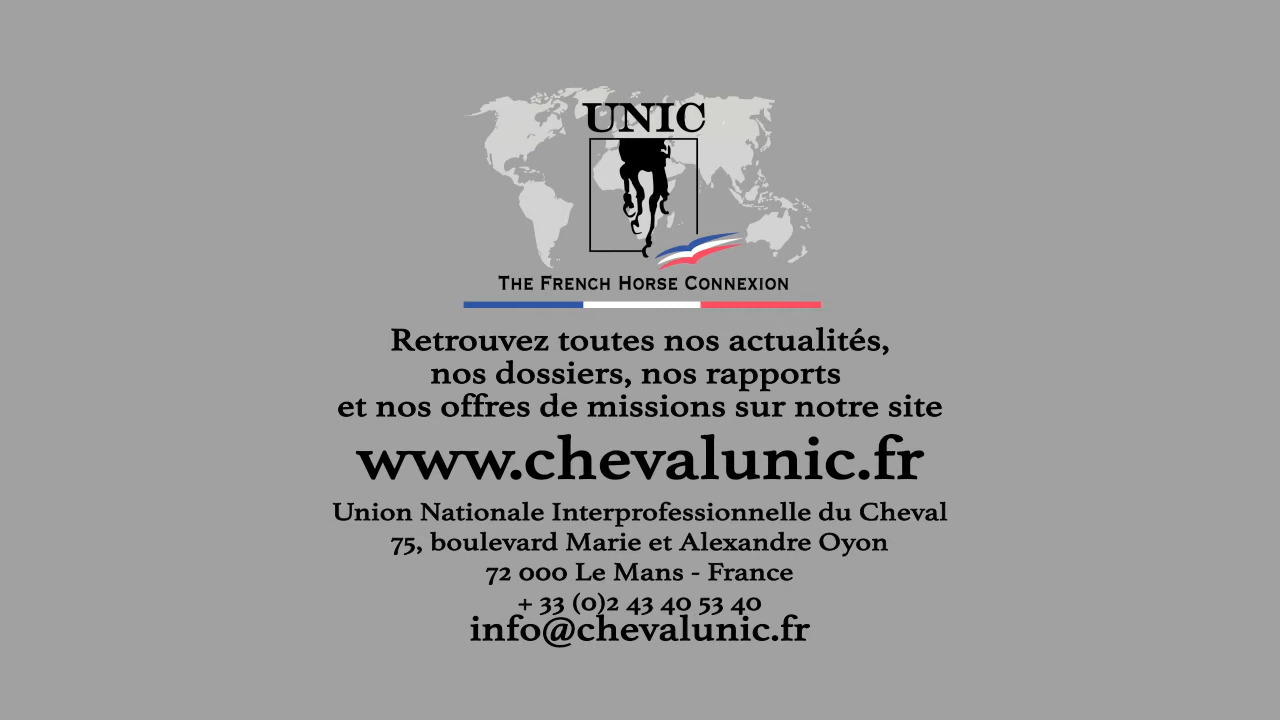 UNIC
The French Horse Connexion
Retrouvez toutes nos actualités,
nos dossiers, nos rapports
et nos offres de missions sur notre site
www.chevalunic.fr
Union Nationale Interprofessionnelle du Cheval
75, boulevard Marie et Alexandre Oyon
72 000 Le Mans - France
+ 33 (0)2 43 40 53 40
info@chevalunic.fr